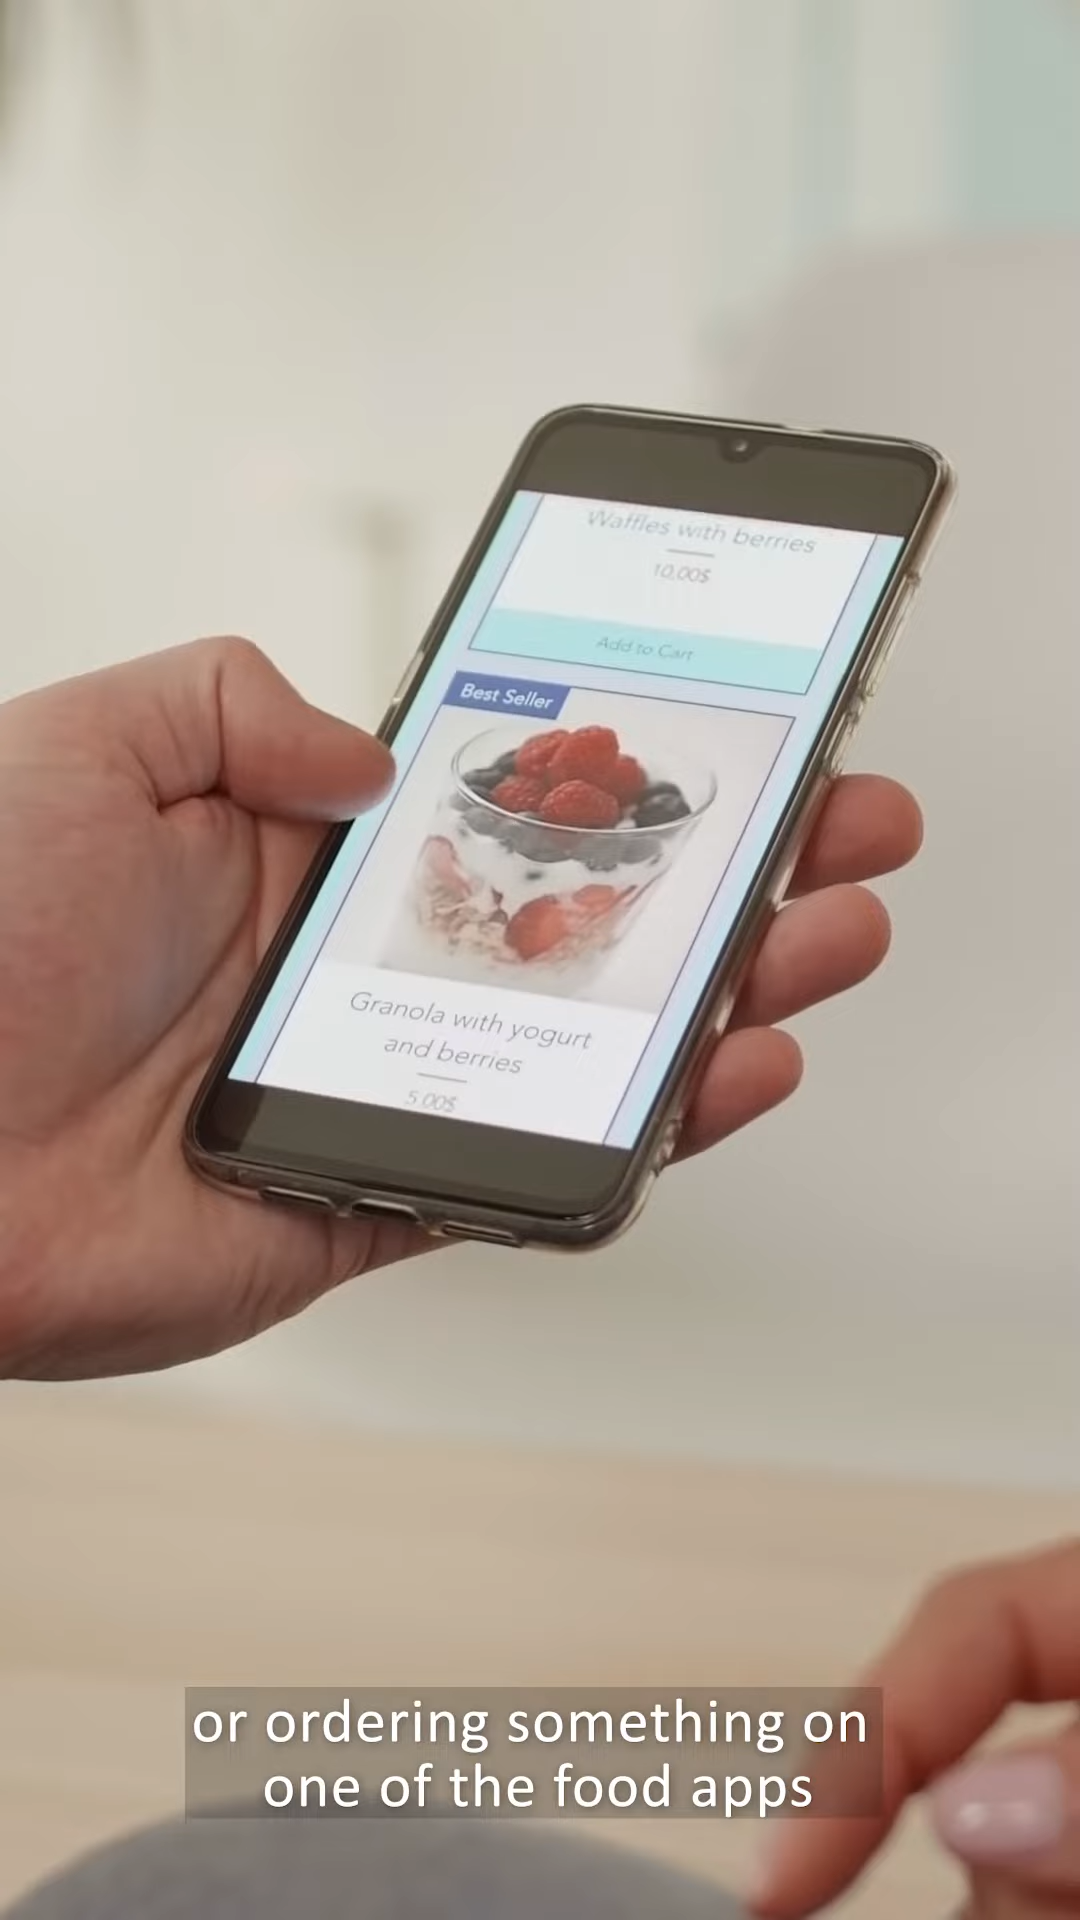 Waffles with berries
10,00$
Add to Cart
Best Seller
Granola with yogurt
and berries
5,00$
or ordering something on
one of the food apps